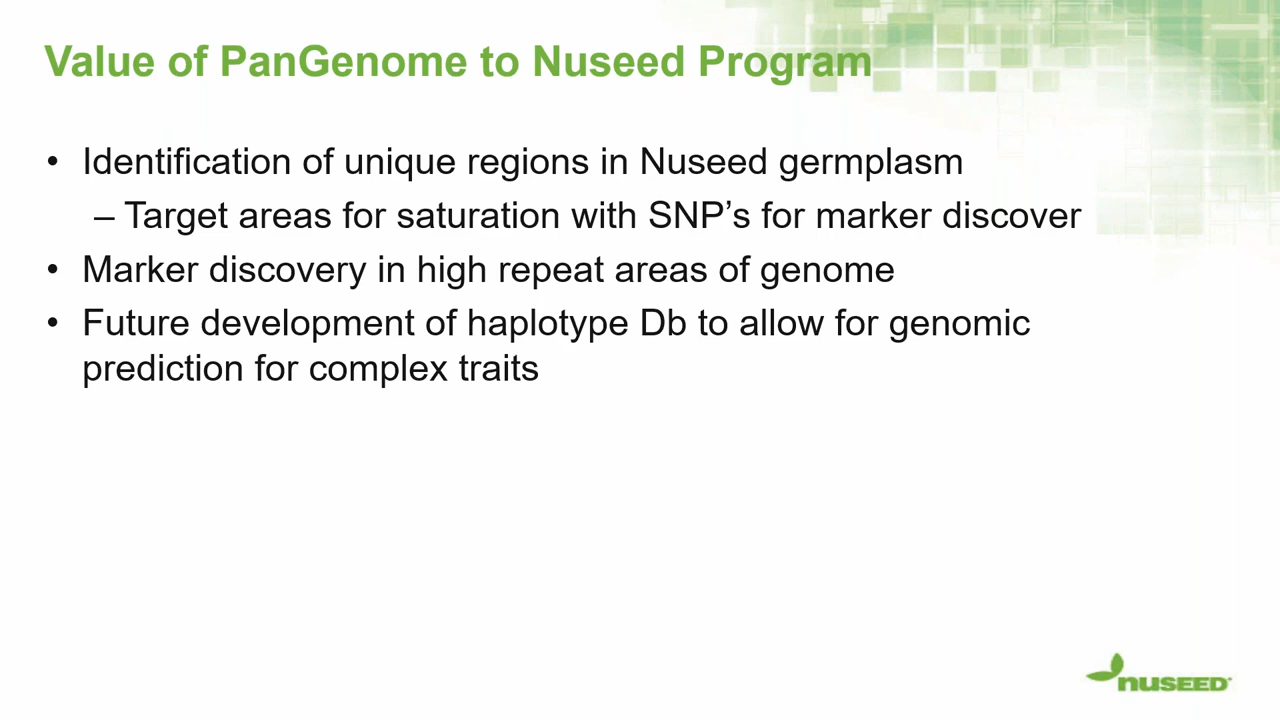 Value of PanGenome to Nuseed Program
• Identification of unique regions in Nuseed germplasm
– Target areas for saturation with SNP’s for marker discover
• Marker discovery in high repeat areas of genome
• Future development of haplotype Db to allow for genomic
prediction for complex traits
nuseed